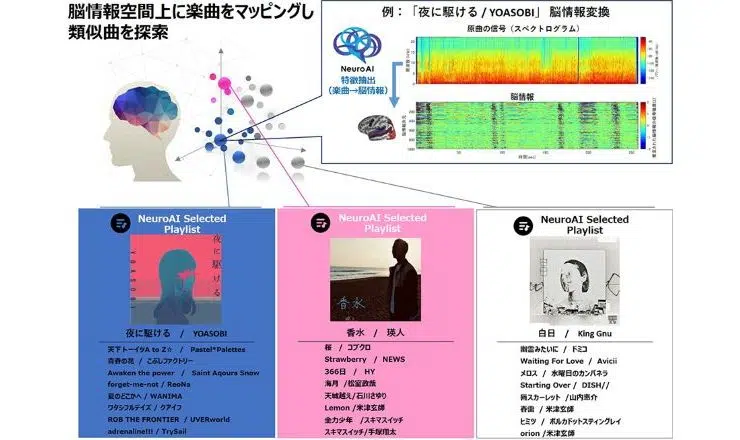 脳情報空間上に楽曲をマッピングし
類似曲を探索
例：「夜に駆ける / YOASOBI」 脳情報変換
原曲の信号（スペクトログラム）
NeuroAI
特徴抽出
（楽曲→脳情報）
脳情報
NeuroAI Selected
Playlist
夜に駆ける
YOASOBI
夜に駆ける / YOASOBI
天下トーイツA to Z☆ / Pastel*Palettes
青春の花 / こぶしファクトリー
Awaken the power / Saint Aqours Snow
forget-me-not / ReoNa
夏のどこかへ / WANIMA
ワタシフルデイズ / クアイフ
ROB THE FRONTIER / UVERworld
adrenaline!!! / TrySail
NeuroAI Selected
Playlist
香水
香水 / 瑛人
桜 / コブクロ
Strawberry / NEWS
366日 / HY
海月 /松室政哉
天城越え/石川さゆり
Lemon /米津玄師
全力少年 /スキマスイッチ
スキマスイッチ/手塚翔太
NeuroAI Selected
Playlist
白日 / King Gnu
幽霊みたいに / ドミコ
Waiting For Love / Avicii
メロス / 水曜日のカンパネラ
Starting Over / DISH//
隔スカーレット /山内惠介
春雷 / 米津玄師
ヒミツ / ポルカドットスティングレイ
orion /米津玄師